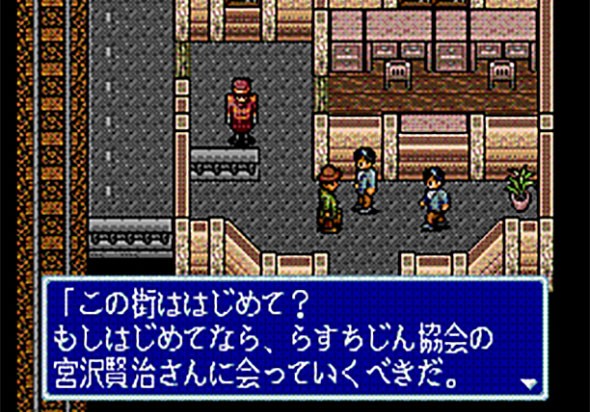 「この街ははじめて？
もしはじめてなら、らすちじん協会の
宮沢賢治さんに会っていくべきだ。